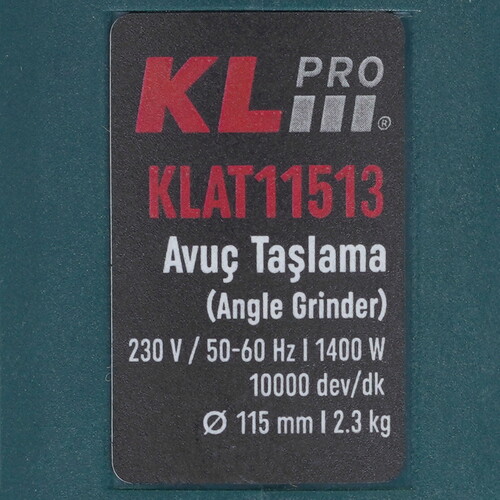 KL PRO ®
KLAT11513
Avuç Taşlama
(Angle Grinder)
230 V / 50-60 Hz | 1400 W
10000 dev/dk
Ø 115 mm | 2.3 kg